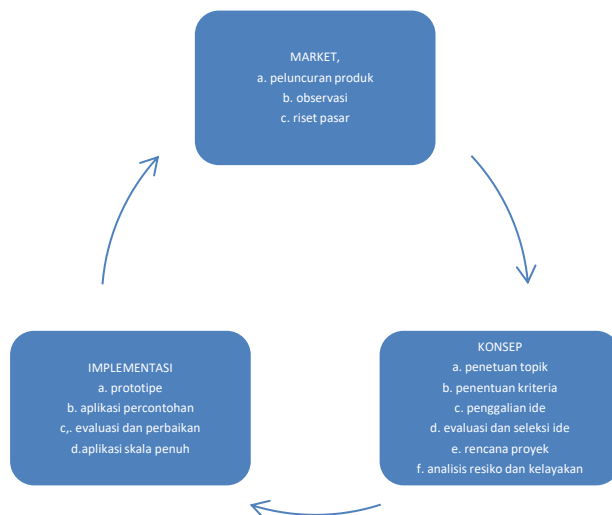 MARKET,
a. peluncuran produk
b. observasi
c. riset pasar
KONSEP
a. penetuan topik
b. penentuan kriteria
c. penggalian ide
d. evaluasi dan seleksi ide
e. rencana proyek
f. analisis resiko dan kelayakan
IMPLEMENTASI
a. prototipe
b. aplikasi percontohan
c,. evaluasi dan perbaikan
d.aplikasi skala penuh